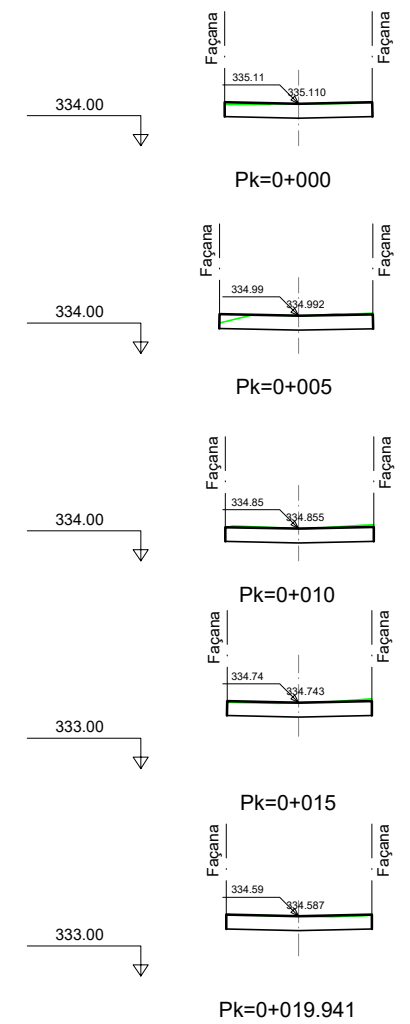 Façana Façana
335.11
335.110
334.00
Pk=0+000
Façana Façana
334.99
334.992
334.00
Pk=0+005
Façana Façana
334.85
334.855
334.00
Pk=0+010
Façana Façana
334.74
334.743
333.00
Pk=0+015
Façana Façana
334.59
334.587
333.00
Pk=0+019.941